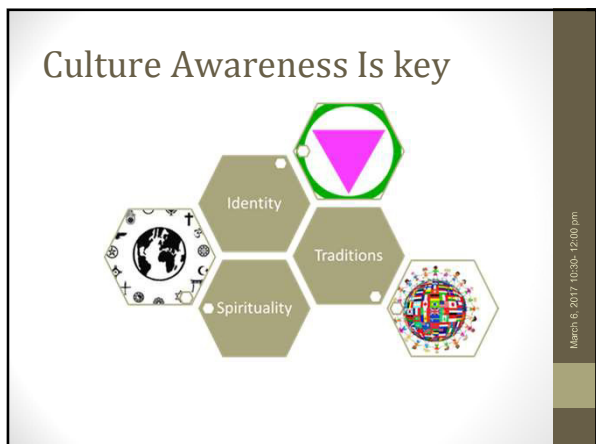 Culture Awareness Is key
Identity
Traditions
Spirituality
March 6, 2017 10:30- 12:00 pm